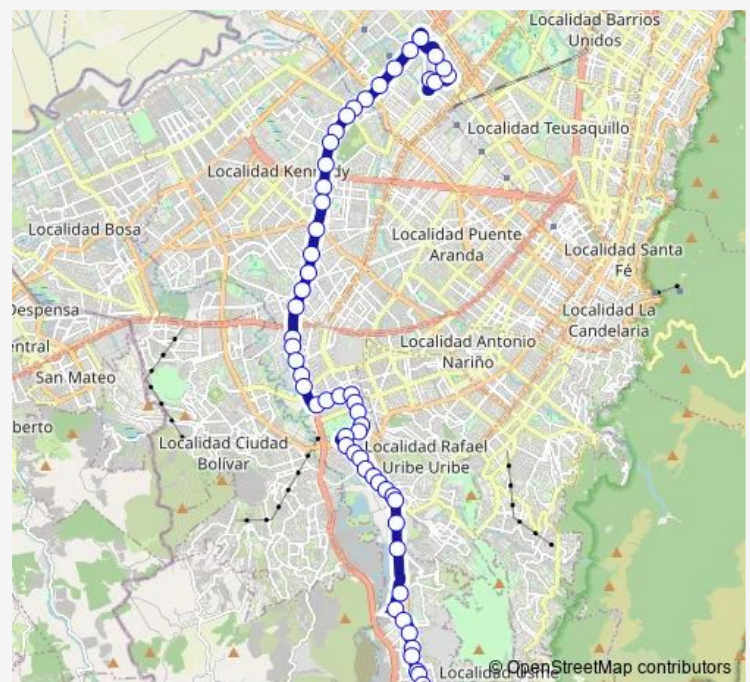 Localidad Barrios
Unidos
Localidad Teusaquillo
Localidad Kennedy
Localidad Bosa
Localidad Puente
Aranda
Localidad Santa
Fé
Despensa
Localidad La
Candelaria
entral
Localidad Antonio
Nariño
San Mateo
berto
Localidad Ciudad
Bolívar
Localidad Rafael
Uribe Uribe
Localidad Usme
© OpenStreetMap contributors